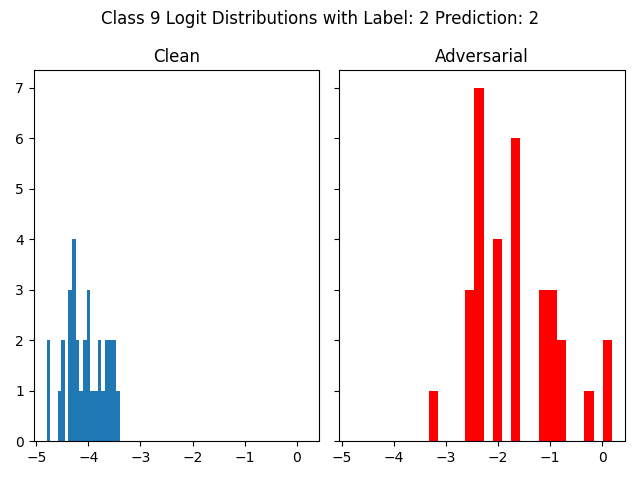 Class 9 Logit Distributions with Label: 2 Prediction: 2
Clean
Adversarial
7
6
5
4
3
2
1
0
−5 −4 −3 −2 −1 0
−5 −4 −3 −2 −1 0